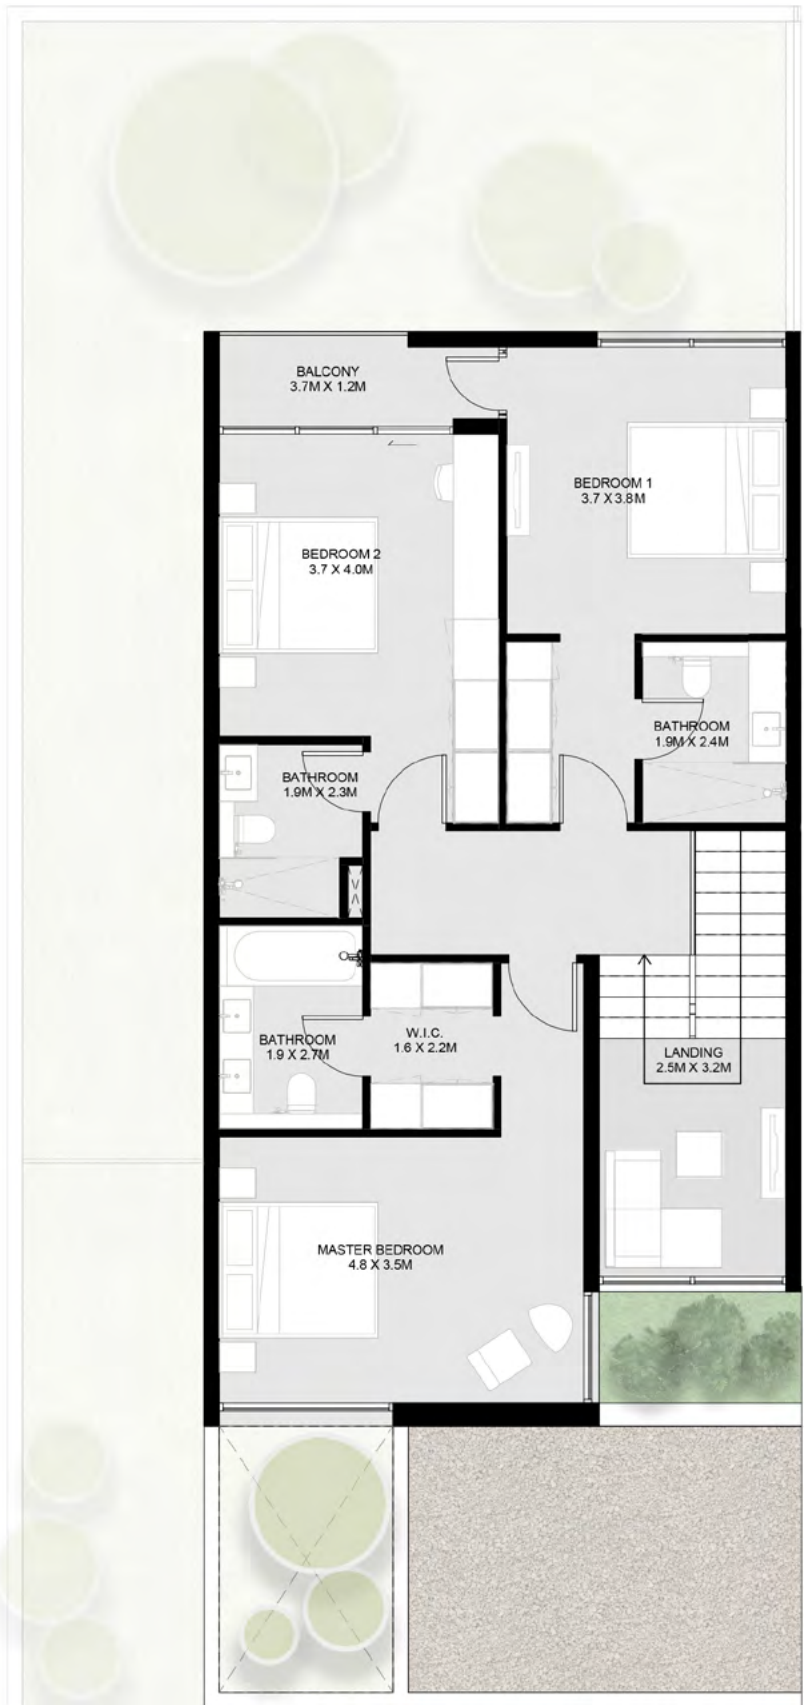 BALCONY
3.7M X 1.2M
BEDROOM 1
3.7 X 3.8M
BEDROOM 2
3.7 X 4.0M
BATHROOM
1.9M X 2.4M
BATHROOM
1.9M X 2.3M
W.I.C.
1.6 X 2.2M
BATHROOM
1.9 X 2.7M
LANDING
2.5M X 3.2M
MASTER BEDROOM
4.8 X 3.5M